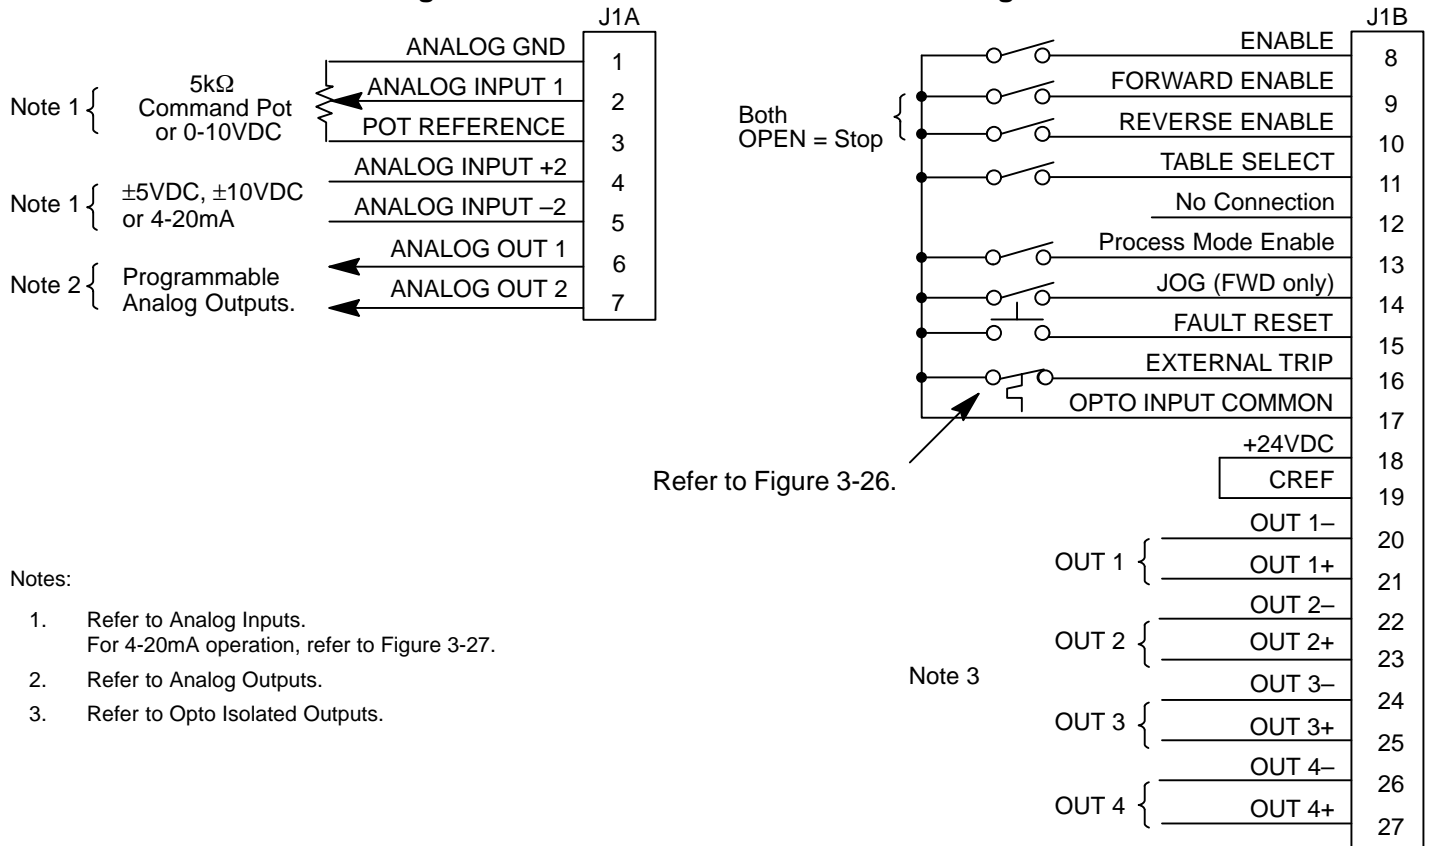 J1A
ANALOG GND
1
5kΩ
Note 1
Command Pot
or 0-10VDC
ANALOG INPUT 1
2
POT REFERENCE
3
ANALOG INPUT +2
4
Note 1
±5VDC, ±10VDC
or 4-20mA
ANALOG INPUT –2
5
ANALOG OUT 1
6
Note 2
Programmable
Analog Outputs.
ANALOG OUT 2
7
J1B
ENABLE
8
FORWARD ENABLE
9
Both
OPEN = Stop
REVERSE ENABLE
10
TABLE SELECT
11
No Connection
12
Process Mode Enable
13
JOG (FWD only)
14
FAULT RESET
15
EXTERNAL TRIP
16
OPTO INPUT COMMON
17
Refer to Figure 3-26.
+24VDC
18
CREF
19
OUT 1–
20
OUT 1
OUT 1+
21
OUT 2–
22
OUT 2
OUT 2+
23
Note 3
OUT 3–
24
OUT 3
OUT 3+
25
OUT 4–
26
OUT 4
OUT 4+
27
Notes:
1. Refer to Analog Inputs.
For 4-20mA operation, refer to Figure 3-27.
2. Refer to Analog Outputs.
3. Refer to Opto Isolated Outputs.